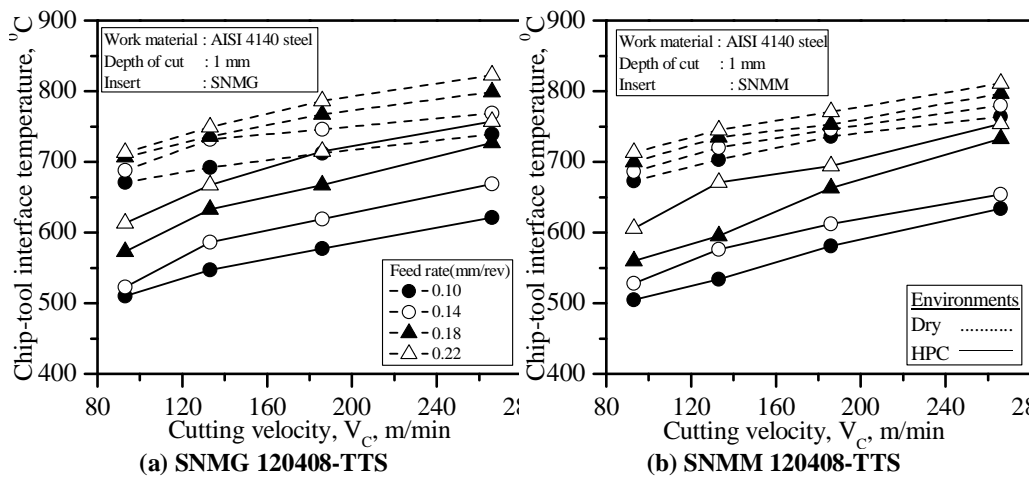 Chip-tool interface temperature, ⁰C
900
800
700
600
500
400
Work material : AISI 4140 steel
Depth of cut : 1 mm
Insert : SNMG
Feed rate(mm/rev)
0.10
0.14
0.18
0.22
80 120 160 200 240 28
Cutting velocity, V_C, m/min
(a) SNMG 120408-TTS
Chip-tool interface temperature, ⁰C
900
800
700
600
500
400
Work material : AISI 4140 steel
Depth of cut : 1 mm
Insert : SNMM
Environments
Dry
HPC
80 120 160 200 240 28
Cutting velocity, V_C, m/min
(b) SNMM 120408-TTS